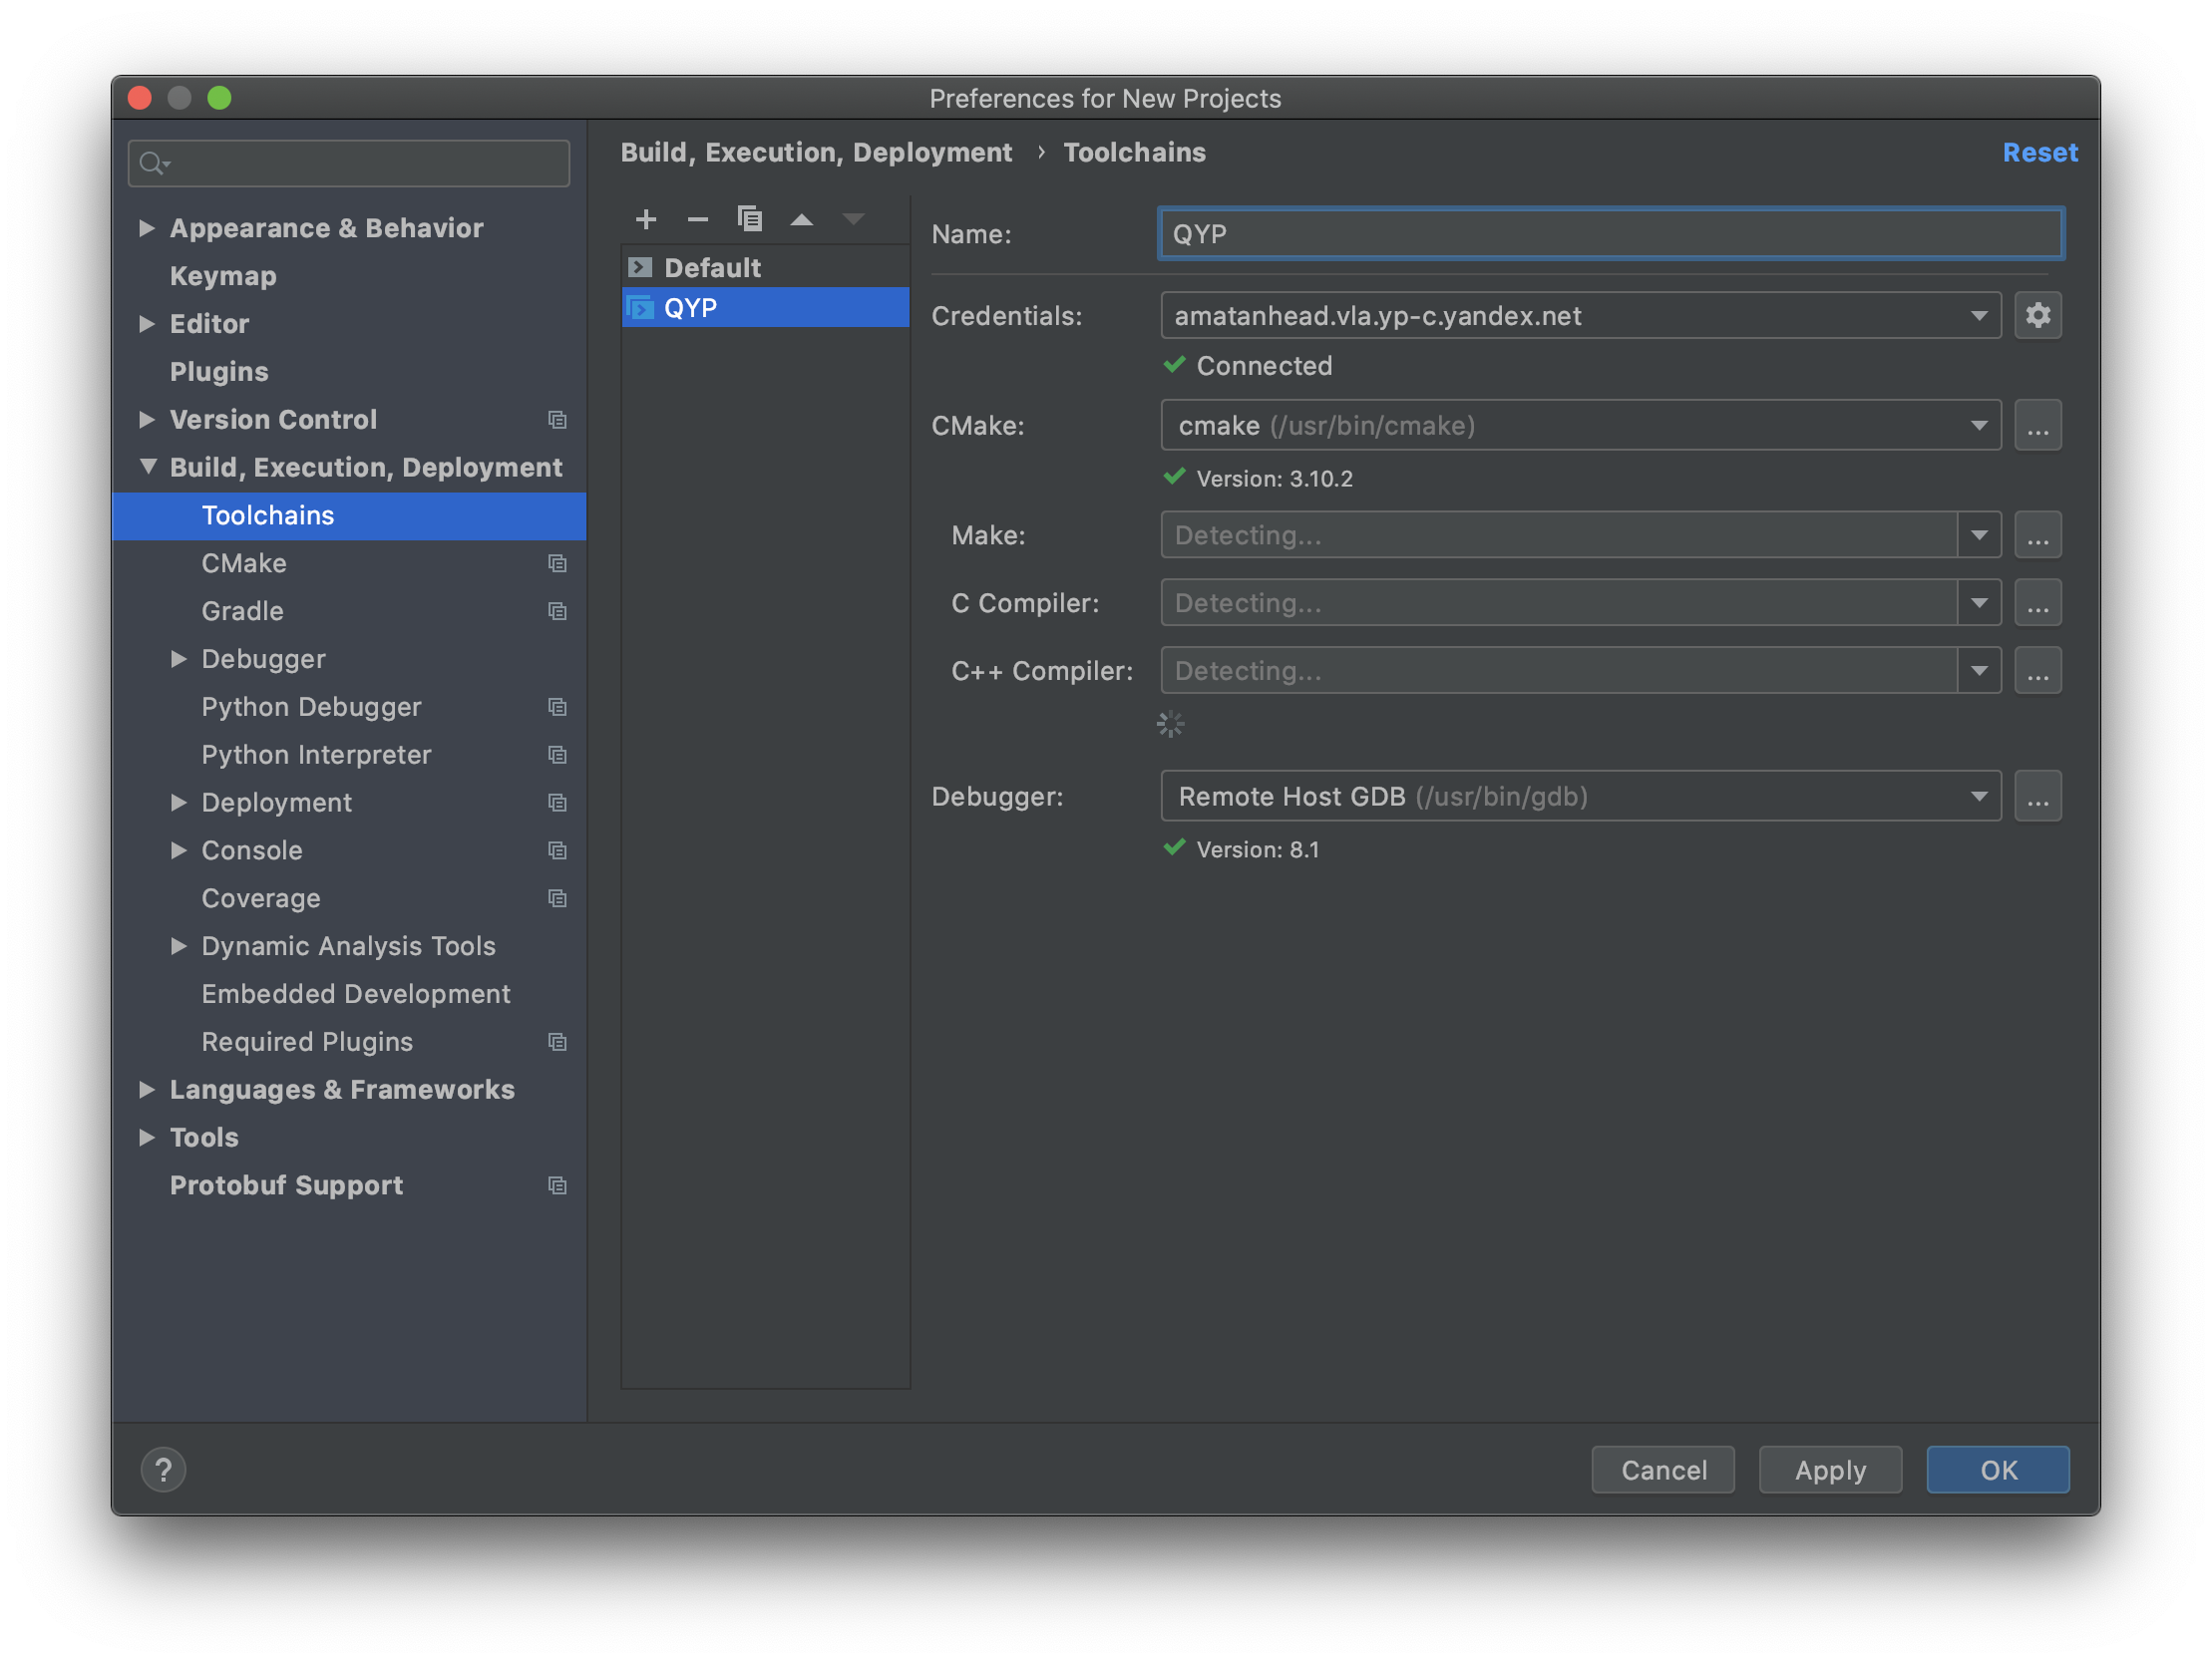 Preferences for New Projects
Appearance & Behavior
Keymap
Editor
Plugins
Version Control
Build, Execution, Deployment
Toolchains
CMake
Gradle
Debugger
Python Debugger
Python Interpreter
Deployment
Console
Coverage
Dynamic Analysis Tools
Embedded Development
Required Plugins
Languages & Frameworks
Tools
Protobuf Support
Build, Execution, Deployment › Toolchains
Reset
Default
QYP
Name: QYP
Credentials: amatanhead.vla.yp-c.yandex.net
Connected
CMake: cmake (/usr/bin/cmake) ...
Version: 3.10.2
Make: Detecting... ...
C Compiler: Detecting... ...
C++ Compiler: Detecting... ...
Debugger: Remote Host GDB (/usr/bin/gdb) ...
Version: 8.1
? Cancel Apply OK